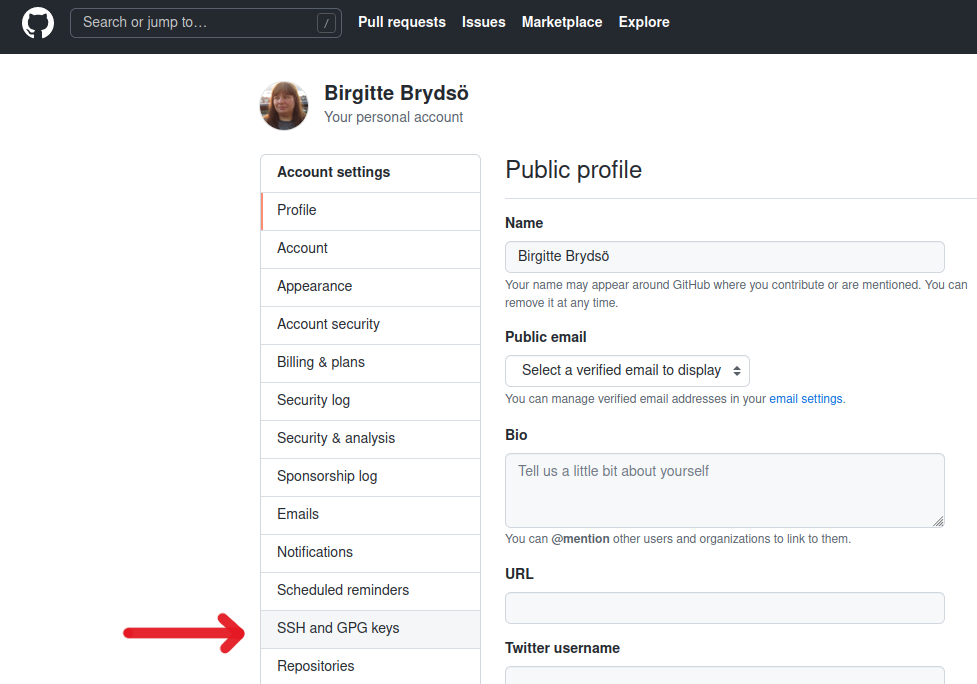 Search or jump to… /
Pull requests
Issues
Marketplace
Explore
Birgitte Brydsö
Your personal account
Account settings
Profile
Account
Appearance
Account security
Billing & plans
Security log
Security & analysis
Sponsorship log
Emails
Notifications
Scheduled reminders
SSH and GPG keys
Repositories
Public profile
Name
Birgitte Brydsö
Your name may appear around GitHub where you contribute or are mentioned. You can
remove it at any time.
Public email
Select a verified email to display
You can manage verified email addresses in your email settings.
Bio
Tell us a little bit about yourself
You can @mention other users and organizations to link to them.
URL
Twitter username